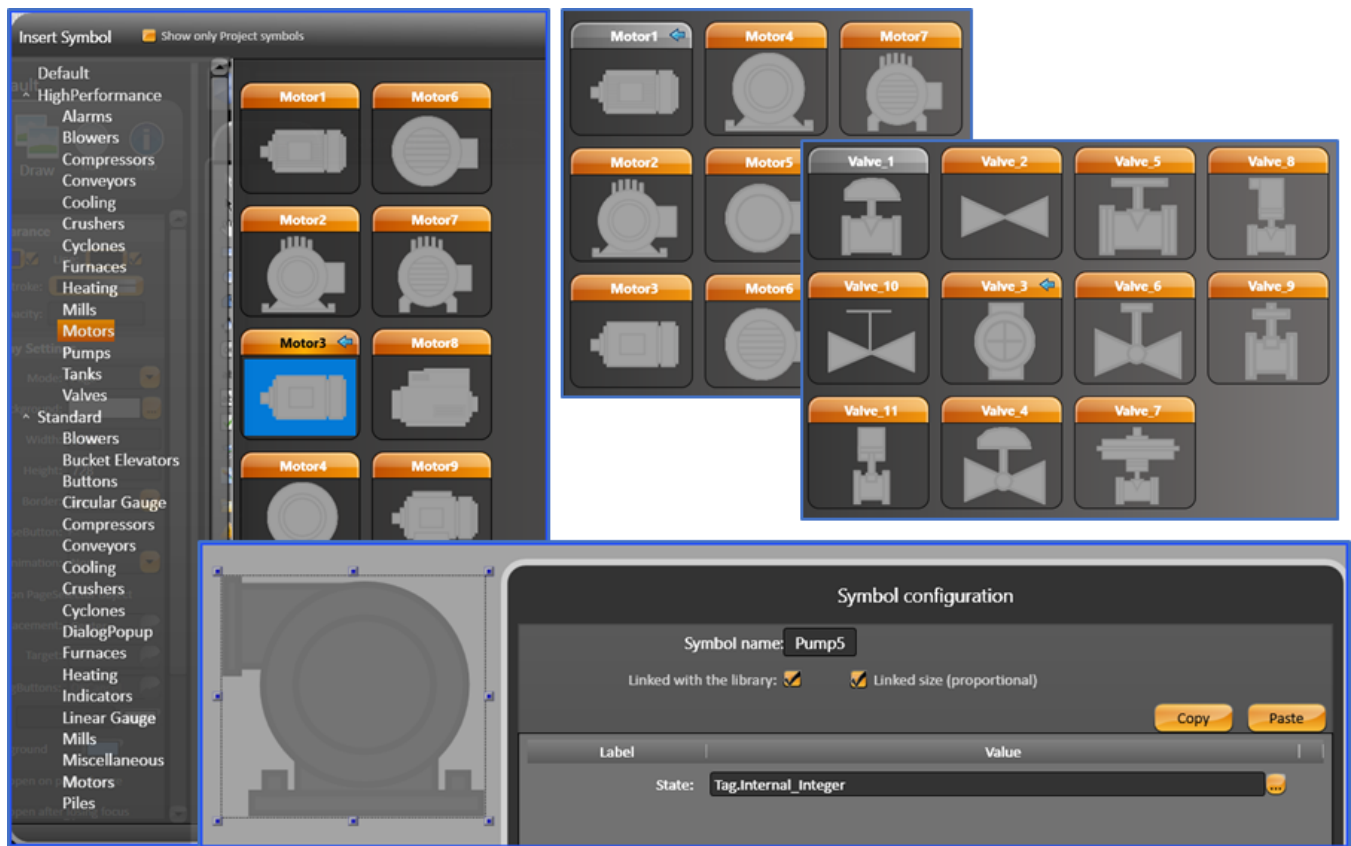 Insert Symbol
Show only Project symbols
Default
HighPerformance
Alarms
Blowers
Compressors
Conveyors
Cooling
Crushers
Cyclones
Furnaces
Heating
Mills
Motors
Pumps
Tanks
Valves
Standard
Blowers
Bucket Elevators
Buttons
Circular Gauge
Compressors
Conveyors
Cooling
Crushers
Cyclones
DialogPopup
Furnaces
Heating
Indicators
Linear Gauge
Mills
Miscellaneous
Motors
Piles
Draw
Motor1
Motor6
Motor2
Motor7
Motor3
Motor8
Motor4
Motor9
Motor1
Motor4
Motor7
Motor2
Motor5
Motor3
Motor6
Valve_1
Valve_2
Valve_5
Valve_8
Valve_10
Valve_3
Valve_6
Valve_9
Valve_11
Valve_4
Valve_7
Symbol configuration
Symbol name: Pump5
Linked with the library:
Linked size (proportional)
Copy
Paste
Label
Value
State: Tag.Internal_Integer
...